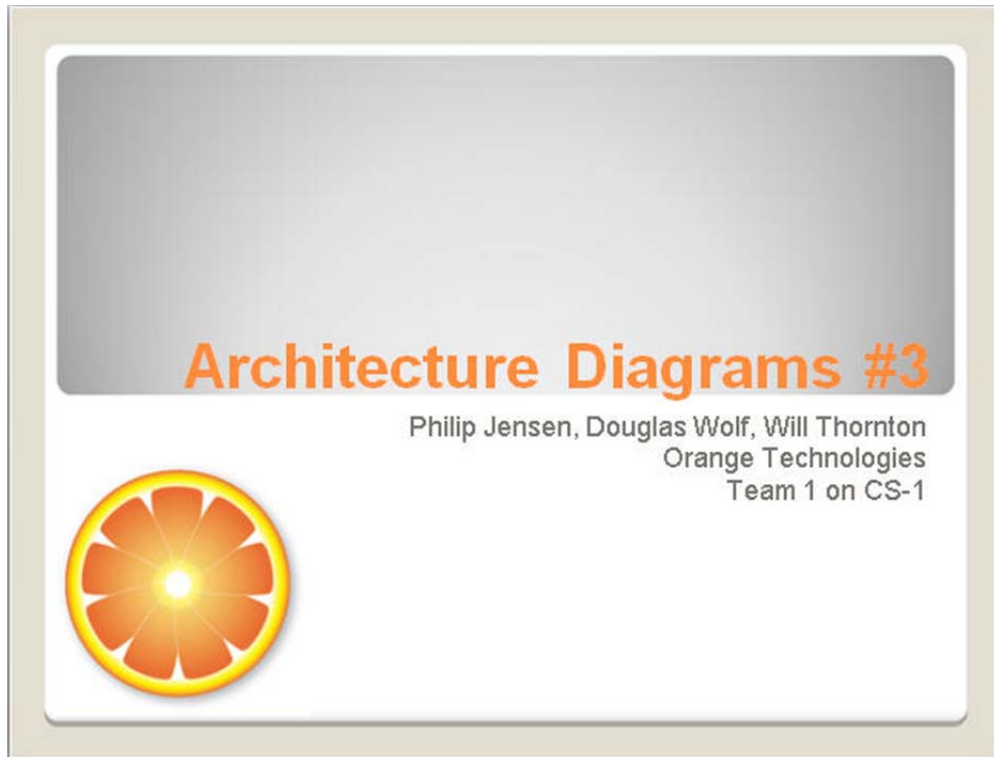 Architecture Diagrams #3
Philip Jensen, Douglas Wolf, Will Thornton
Orange Technologies
Team 1 on CS-1